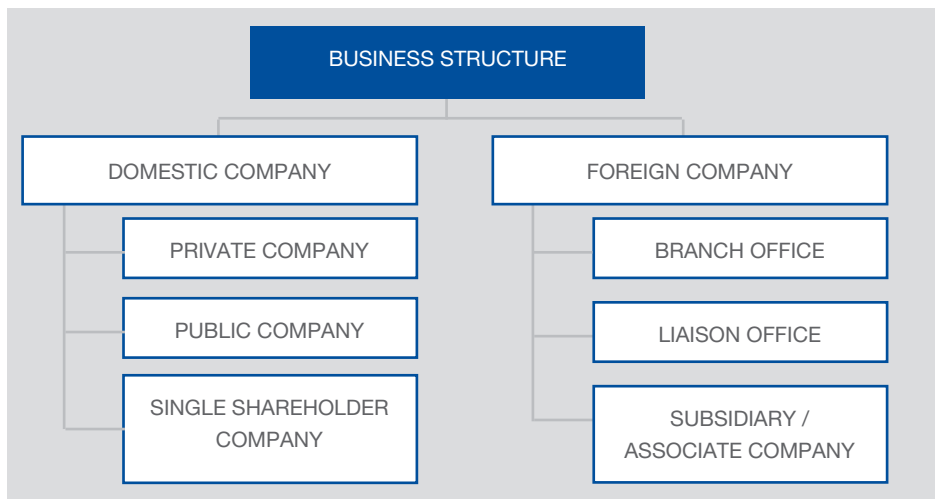 BUSINESS STRUCTURE
DOMESTIC COMPANY
PRIVATE COMPANY
PUBLIC COMPANY
SINGLE SHAREHOLDER
COMPANY
FOREIGN COMPANY
BRANCH OFFICE
LIAISON OFFICE
SUBSIDIARY /
ASSOCIATE COMPANY